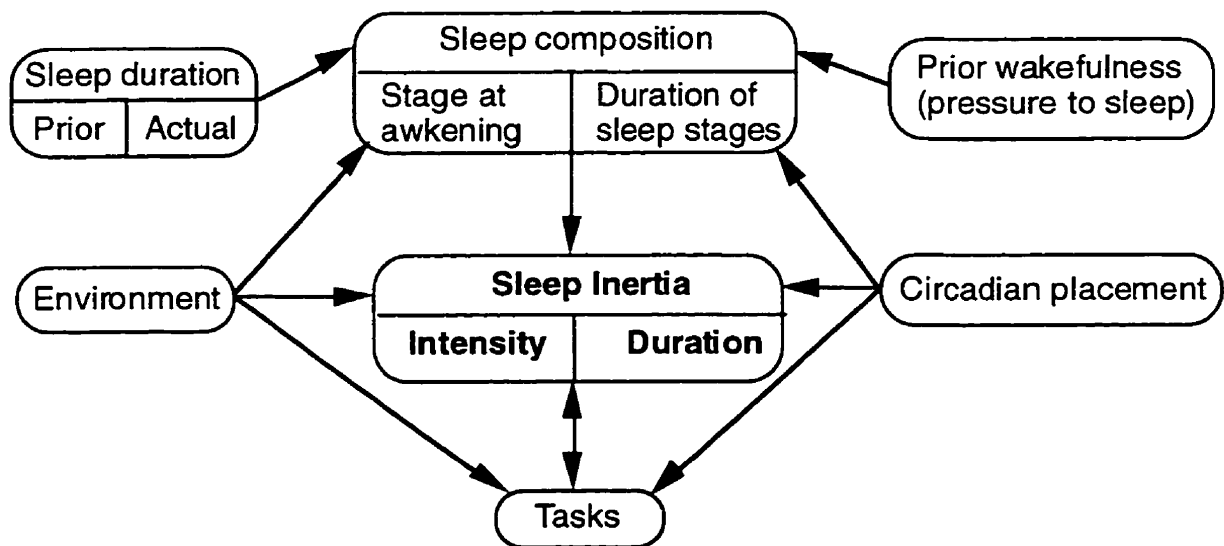 Sleep composition
Sleep duration
Prior
Actual
Stage at
awkening
Duration of
sleep stages
Prior wakefulness
(pressure to sleep)
Environment
Sleep Inertia
Intensity
Duration
Circadian placement
Tasks